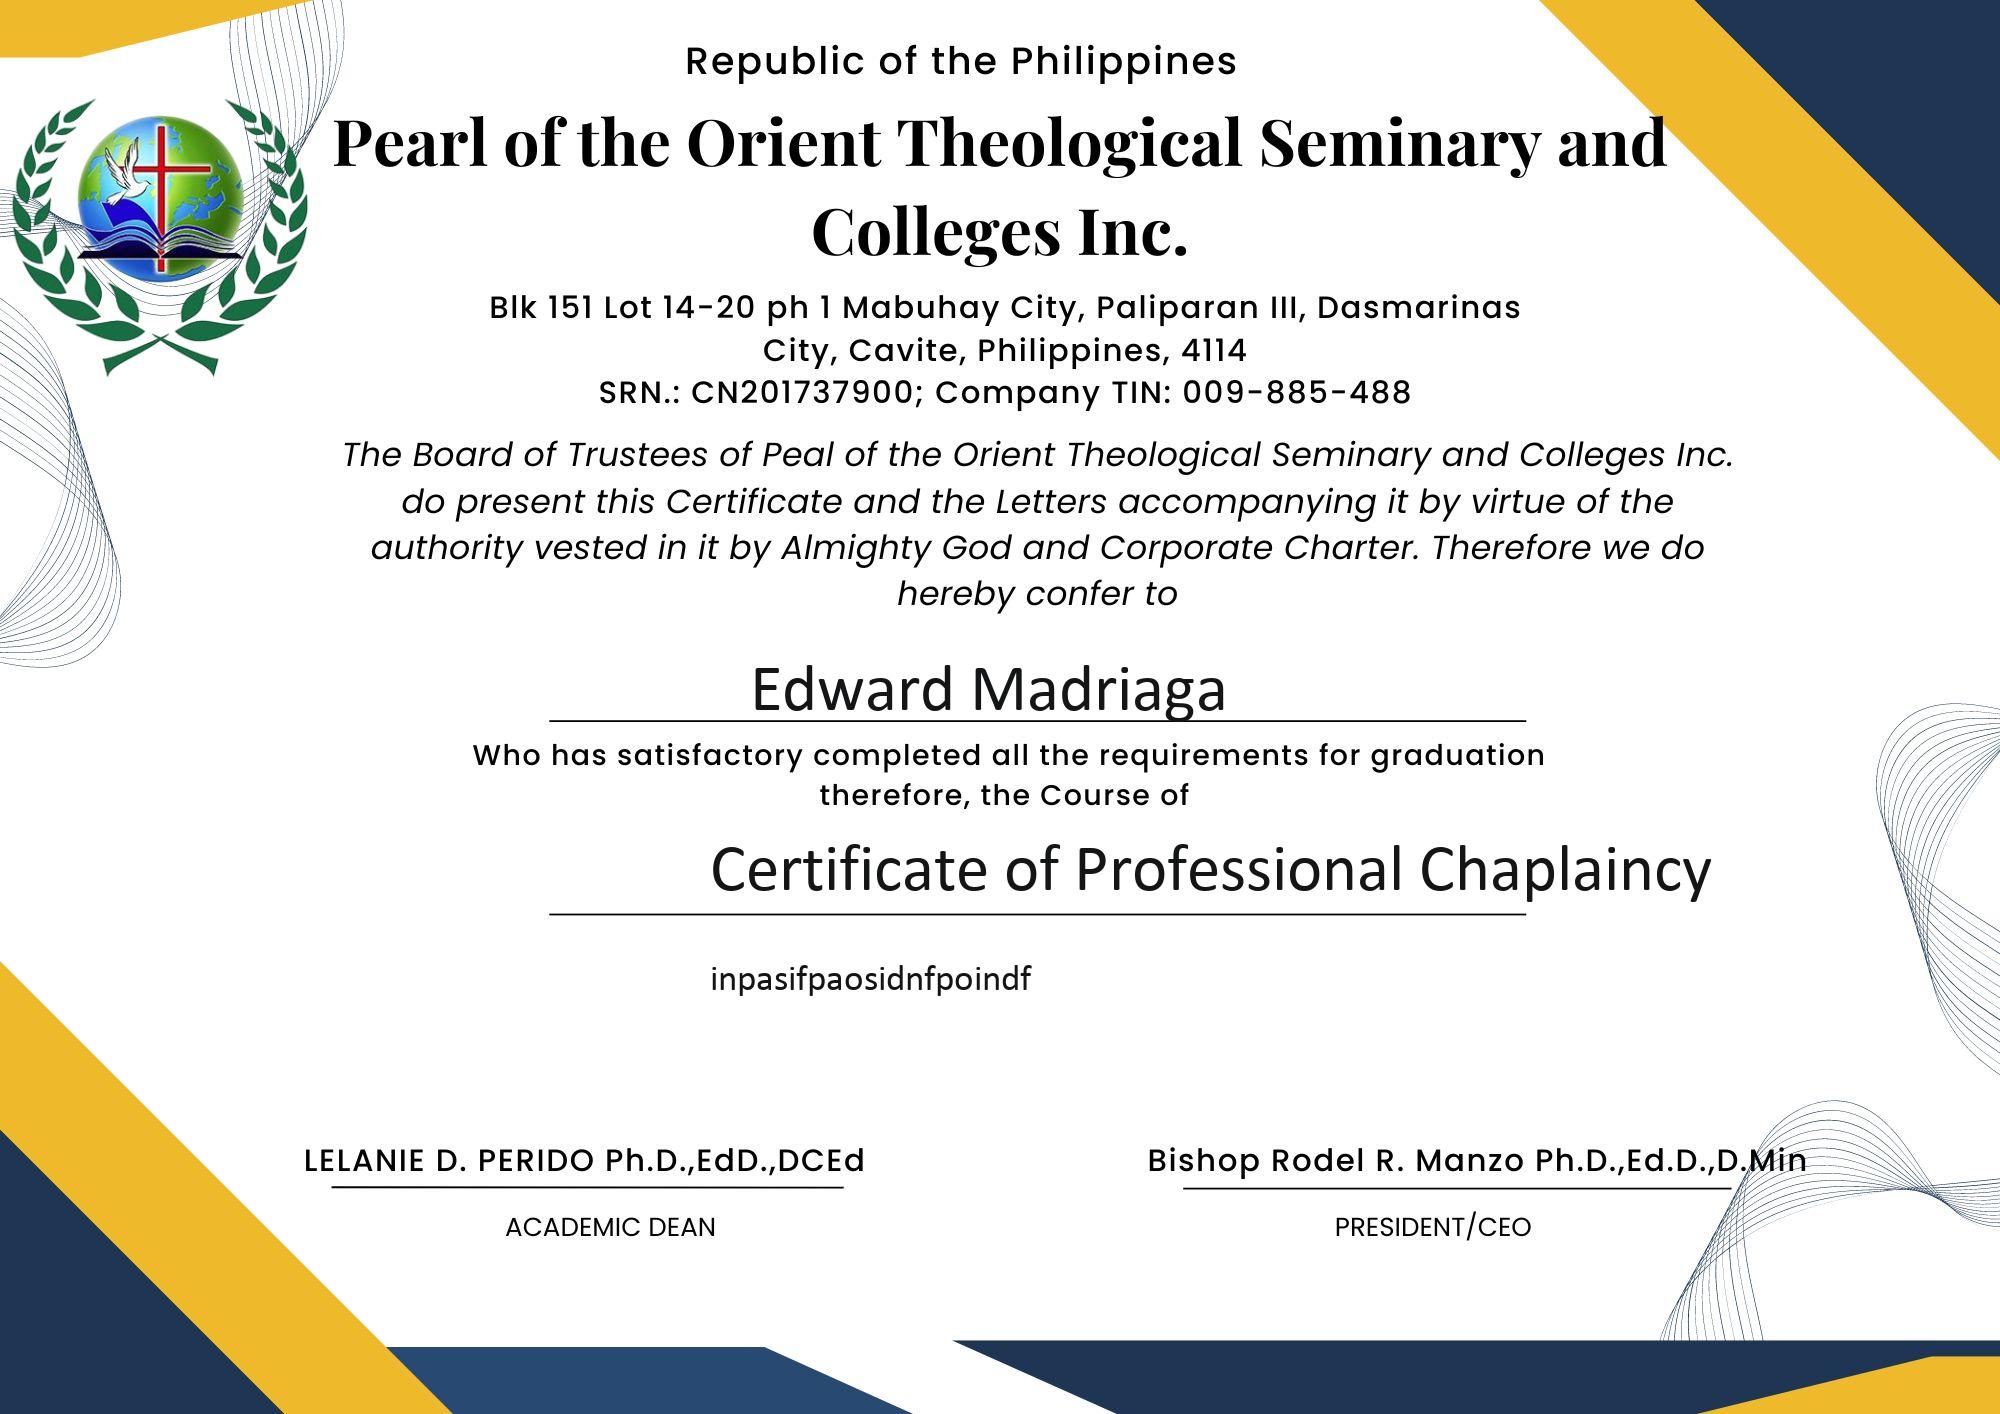 Republic of the Philippines
Pearl of the Orient Theological Seminary and
Colleges Inc.
Blk 151 Lot 14-20 ph 1 Mabuhay City, Paliparan III, Dasmarinas
City, Cavite, Philippines, 4114
SRN.: CN201737900; Company TIN: 009-885-488
The Board of Trustees of Peal of the Orient Theological Seminary and Colleges Inc.
do present this Certificate and the Letters accompanying it by virtue of the
authority vested in it by Almighty God and Corporate Charter. Therefore we do
hereby confer to
Edward Madriaga
Who has satisfactory completed all the requirements for graduation
therefore, the Course of
Certificate of Professional Chaplaincy
inpasifpaosidnfpoindf
LELANIE D. PERIDO Ph.D.,EdD.,DCEd
ACADEMIC DEAN
Bishop Rodel R. Manzo Ph.D.,Ed.D.,D.Min
PRESIDENT/CEO